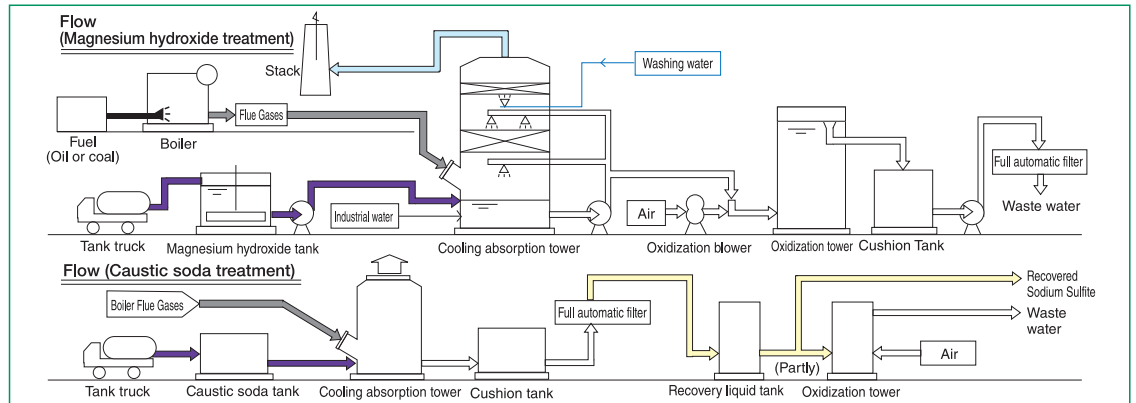 Flow
(Magnesium hydroxide treatment)
Stack
Washing water
Flue Gases
Fuel
(Oil or coal)
Boiler
Full automatic filter
Industrial water
Air
Waste water
Tank truck
Magnesium hydroxide tank
Cooling absorption tower
Oxidization blower
Oxidization tower
Cushion Tank
Flow (Caustic soda treatment)
Boiler Flue Gases
Full automatic filter
Recovered
Sodium Sulfite
Waste
water
Air
(Partly)
Tank truck
Caustic soda tank
Cooling absorption tower
Cushion tank
Recovery liquid tank
Oxidization tower